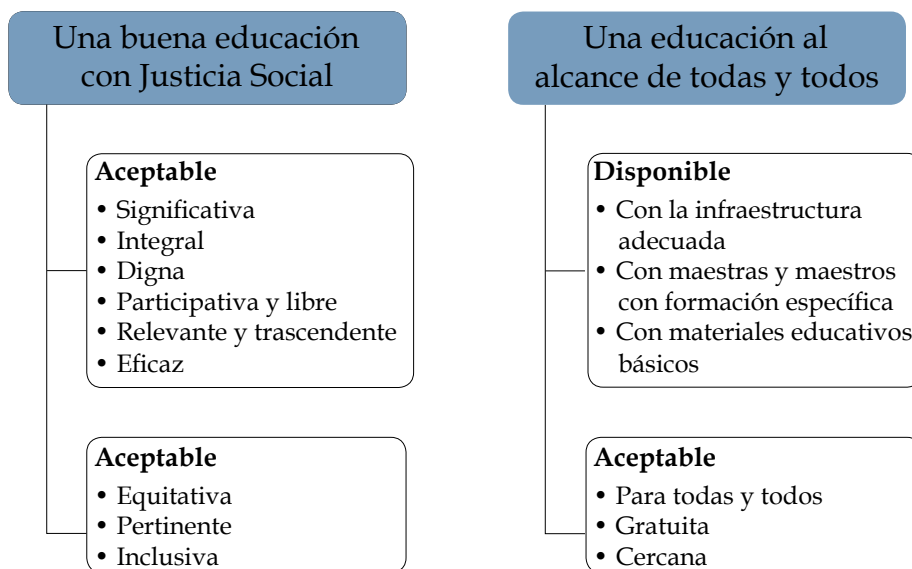 Una buena educación
con Justicia Social
Aceptable
• Significativa
• Integral
• Digna
• Participativa y libre
• Relevante y trascendente
• Eficaz
Aceptable
• Equitativa
• Pertinente
• Inclusiva
Una educación al
alcance de todas y todos
Disponible
• Con la infraestructura
adecuada
• Con maestras y maestros
con formación específica
• Con materiales educativos
básicos
Aceptable
• Para todas y todos
• Gratuita
• Cercana